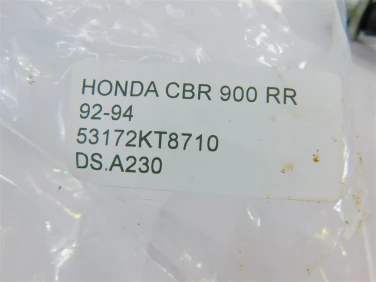 HONDA CBR 900 RR
92-94
53172KT8710
DS.A230